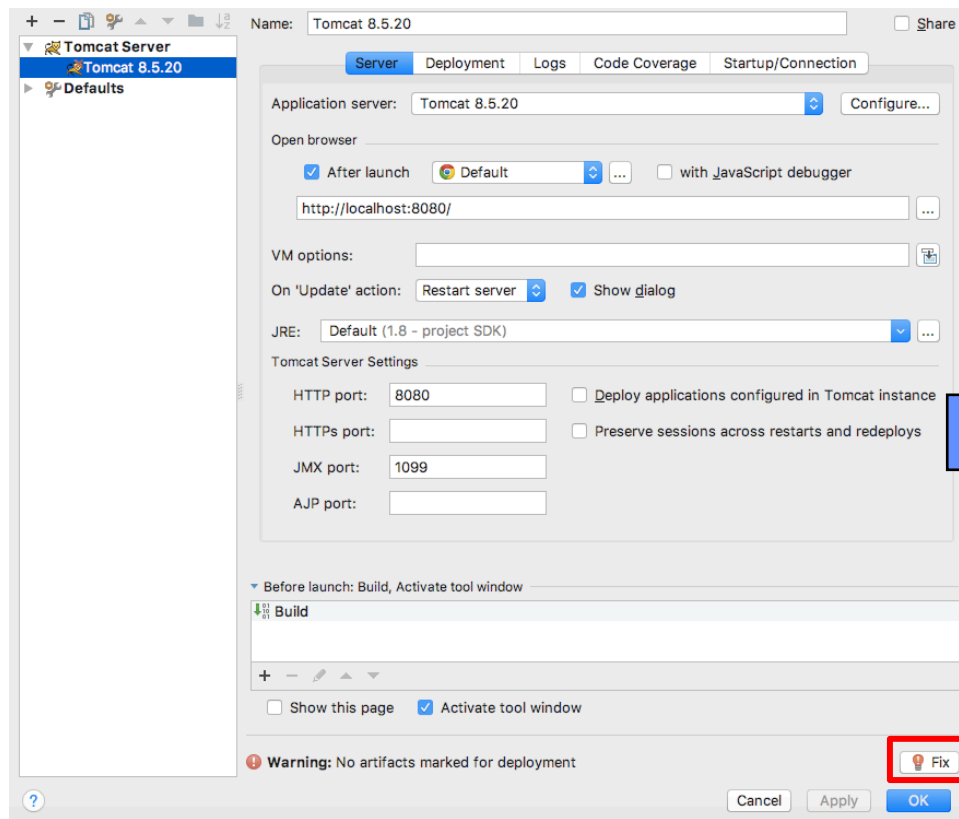 Name: Tomcat 8.5.20 Share
Tomcat Server
Tomcat 8.5.20
Defaults
Server Deployment Logs Code Coverage Startup/Connection
Application server: Tomcat 8.5.20 Configure...
Open browser
After launch Default ... with JavaScript debugger
http://localhost:8080/ ...
VM options:
On 'Update' action: Restart server Show dialog
JRE: Default (1.8 - project SDK) ...
Tomcat Server Settings
HTTP port: 8080 Deploy applications configured in Tomcat instance
HTTPs port: Preserve sessions across restarts and redeploys
JMX port: 1099
AJP port:
Before launch: Build, Activate tool window
Build
Show this page Activate tool window
Warning: No artifacts marked for deployment Fix
? Cancel Apply OK